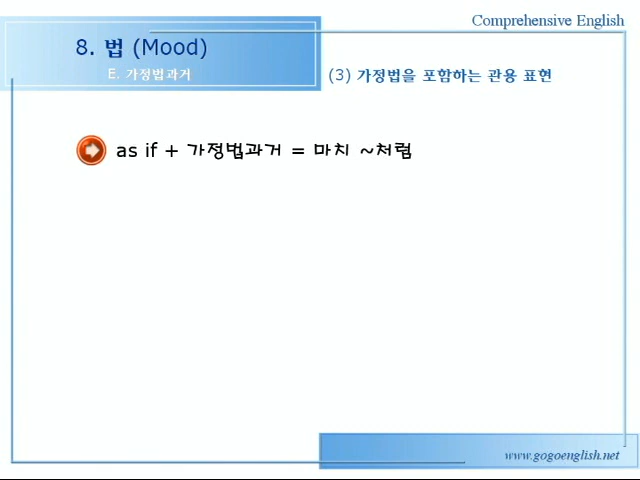 Comprehensive English
8. 법 (Mood)
E. 가정법과거
(3) 가정법을 포함하는 관용 표현
as if + 가정법과거 = 마치 ~처럼
www.gogoenglish.net